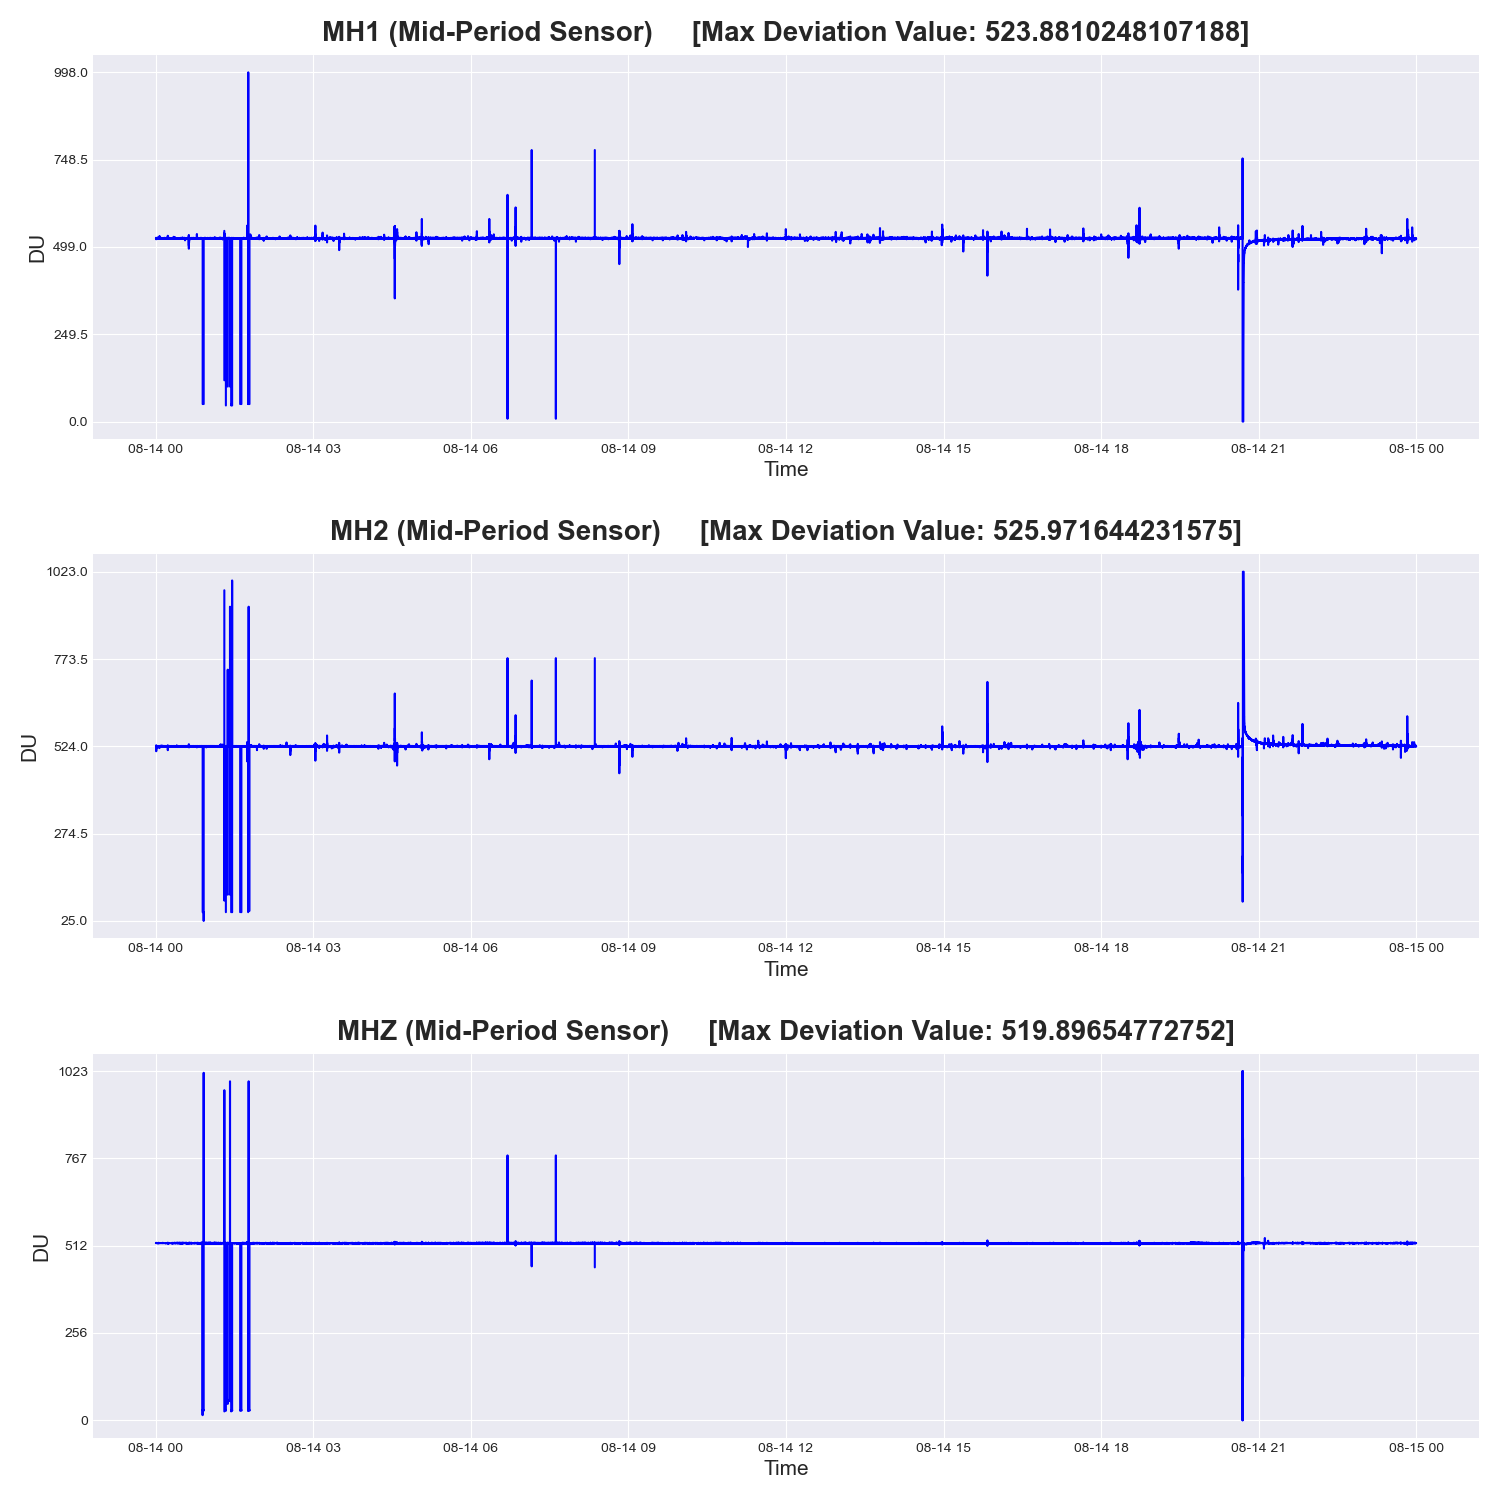 MH1 (Mid-Period Sensor) [Max Deviation Value: 523.8810248107188]
998.0
748.5
499.0
249.5
0.0
DU
08-14 00 08-14 03 08-14 06 08-14 09 08-14 12 08-14 15 08-14 18 08-14 21 08-15 00
Time
MH2 (Mid-Period Sensor) [Max Deviation Value: 525.971644231575]
1023.0
773.5
524.0
274.5
25.0
DU
08-14 00 08-14 03 08-14 06 08-14 09 08-14 12 08-14 15 08-14 18 08-14 21 08-15 00
Time
MHZ (Mid-Period Sensor) [Max Deviation Value: 519.89654772752]
1023
767
512
256
0
DU
08-14 00 08-14 03 08-14 06 08-14 09 08-14 12 08-14 15 08-14 18 08-14 21 08-15 00
Time